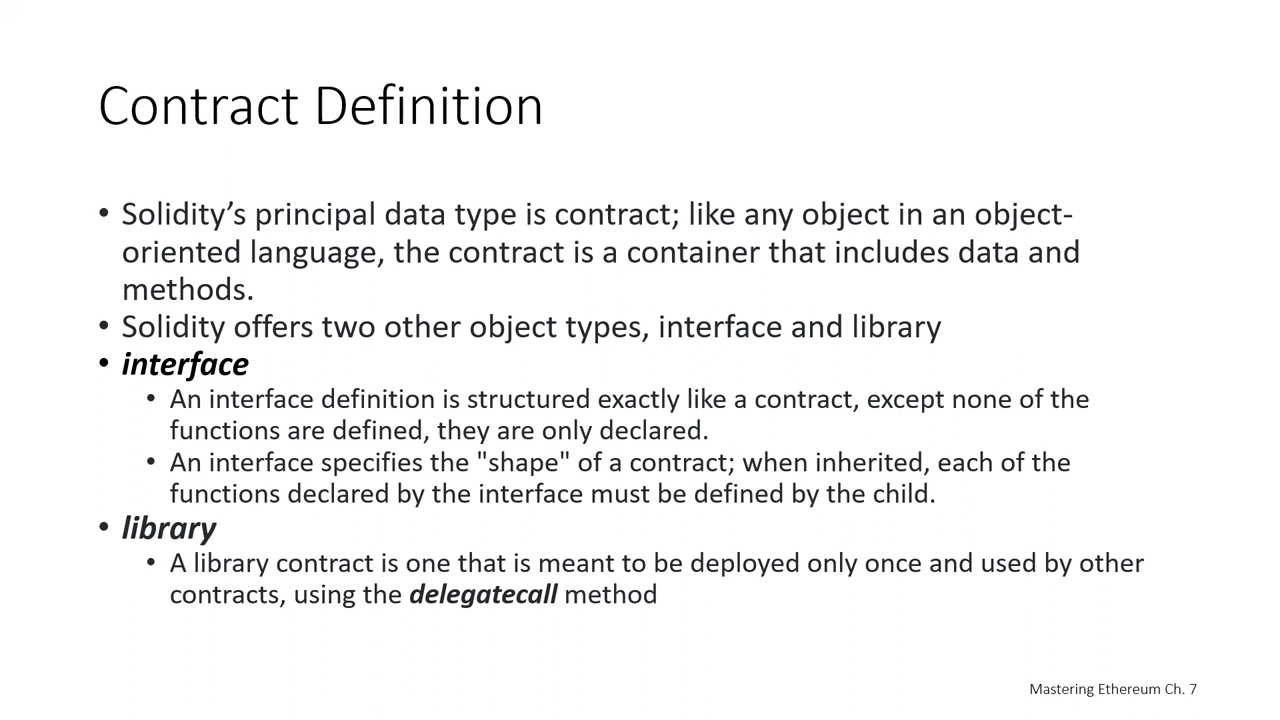 Contract Definition
• Solidity’s principal data type is contract; like any object in an object-
oriented language, the contract is a container that includes data and
methods.
• Solidity offers two other object types, interface and library
• interface
• An interface definition is structured exactly like a contract, except none of the
functions are defined, they are only declared.
• An interface specifies the "shape" of a contract; when inherited, each of the
functions declared by the interface must be defined by the child.
• library
• A library contract is one that is meant to be deployed only once and used by other
contracts, using the delegatecall method
Mastering Ethereum Ch. 7